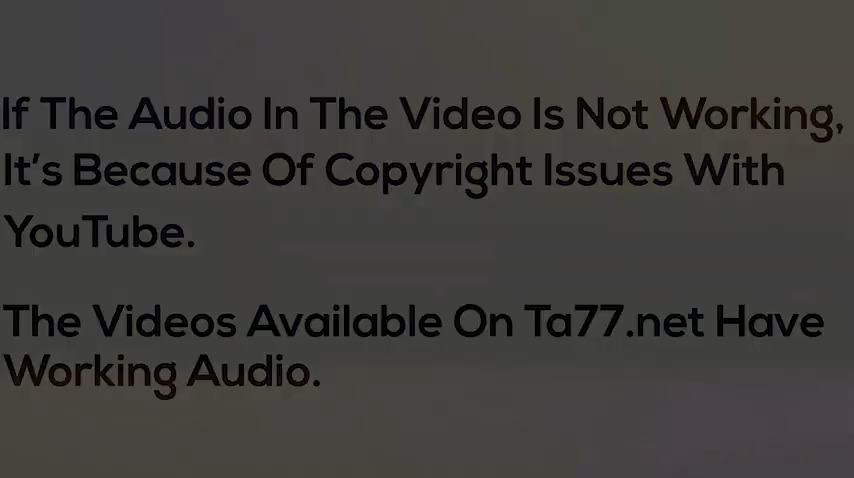 If The Audio In The Video Is Not Working,
It’s Because Of Copyright Issues With
YouTube.
The Videos Available On Ta77.net Have
Working Audio.